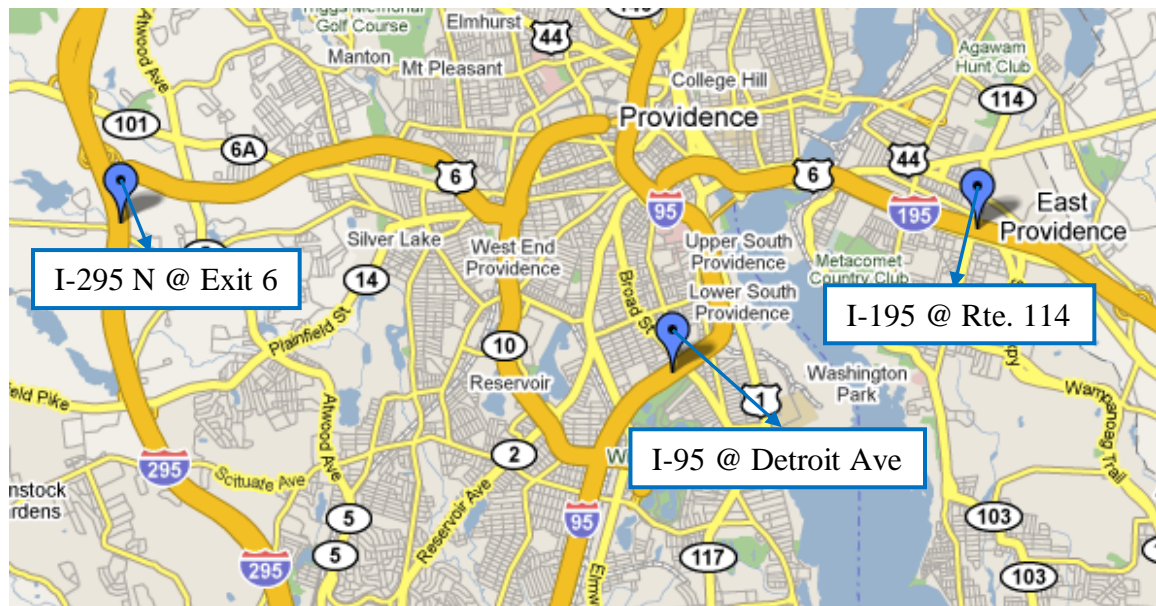 Golf Course
Elmhurst
Atwood Ave
44
Manton
Mt Pleasant
College Hill
Agawam
Hunt Club
114
101
6A
Providence
44
6
6
95
195
East
Providence
Silver Lake
West End
Providence
Upper South
Providence
Metacomet
Country Club
I-295 N @ Exit 6
14
Broad St
Lower South
Providence
I-195 @ Rte. 114
Plainfield St
10
Reservoir
Washington
Park
1
Pike
Atwood Ave
Wampanoag Trail
295
Scituate Ave
2
I-95 @ Detroit Ave
Reservoir Ave
5
95
103
5
295
117
103